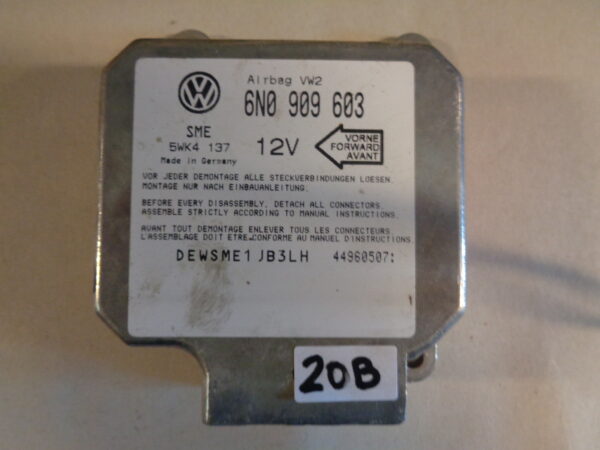 Airbag VW2
6N0 909 603
SME
5WK4 137
Made in Germany
12V
VORNE
FORWARD
AVANT
VOR JEDER DEMONTAGE ALLE STECKVERBINDUNGEN LOESEN.
MONTAGE NUR NACH EINBAUANLEITUNG.
BEFORE EVERY DISASSEMBLY, DETACH ALL CONNECTORS
ASSEMBLE STRICTLY ACCORDING TO MANUAL INSTRUCTIONS.
AVANT TOUT DEMONTAGE ENLEVER TOUS LES CONNECTEURS
L'ASSEMBLAGE DOIT ETRE.CONFORME AU MANUEL D'INSTRUCTIONS.
DEWSME1JB3LH 44960507:
20B